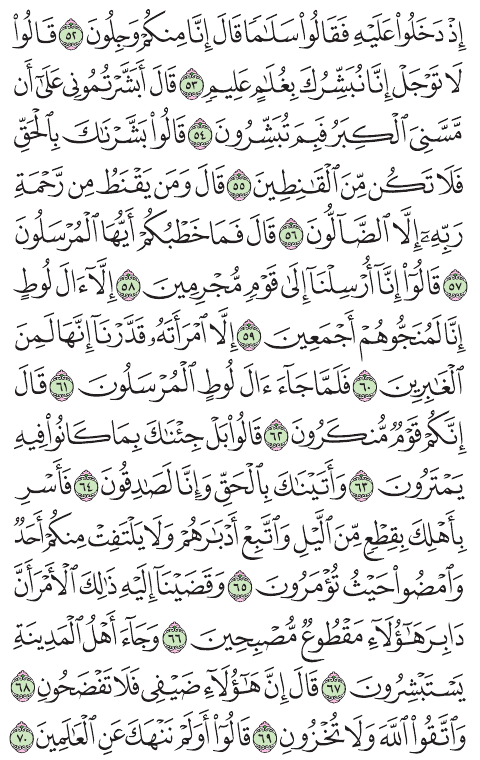 إِذۡ دَخَلُواْ عَلَيۡهِ فَقَالُواْ سَلَٰمٗا قَالَ إِنَّا مِنكُمۡ وَجِلُونَ ٥٢ قَالُواْ
لَا تَوۡجَلۡ إِنَّا نُبَشِّرُكَ بِغُلَٰمٍ عَلِيمٖ ٥٣ قَالَ أَبَشَّرۡتُمُونِي عَلَىٰٓ أَن
مَّسَّنِيَ ٱلۡكِبَرُ فَبِمَ تُبَشِّرُونَ ٥٤ قَالُواْ بَشَّرۡنَٰكَ بِٱلۡحَقِّ
فَلَا تَكُن مِّنَ ٱلۡقَٰنِطِينَ ٥٥ قَالَ وَمَن يَقۡنَطُ مِن رَّحۡمَةِ
رَبِّهِۦٓ إِلَّا ٱلضَّآلُّونَ ٥٦ قَالَ فَمَا خَطۡبُكُمۡ أَيُّهَا ٱلۡمُرۡسَلُونَ
٥٧ قَالُوٓاْ إِنَّآ أُرۡسِلۡنَآ إِلَىٰ قَوۡمٖ مُّجۡرِمِينَ ٥٨ إِلَّآ ءَالَ لُوطٍ
إِنَّا لَمُنَجُّوهُمۡ أَجۡمَعِينَ ٥٩ إِلَّا ٱمۡرَأَتَهُۥ قَدَّرۡنَآ إِنَّهَا لَمِنَ
ٱلۡغَٰبِرِينَ ٦٠ فَلَمَّا جَآءَ ءَالَ لُوطٍ ٱلۡمُرۡسَلُونَ ٦١ قَالَ
إِنَّكُمۡ قَوۡمٞ مُّنكَرُونَ ٦٢ قَالُواْ بَلۡ جِئۡنَٰكَ بِمَا كَانُواْ فِيهِ
يَمۡتَرُونَ ٦٣ وَأَتَيۡنَٰكَ بِٱلۡحَقِّ وَإِنَّا لَصَٰدِقُونَ ٦٤ فَأَسۡرِ
بِأَهۡلِكَ بِقِطۡعٖ مِّنَ ٱلَّيۡلِ وَٱتَّبِعۡ أَدۡبَٰرَهُمۡ وَلَا يَلۡتَفِتۡ مِنكُمۡ أَحَدٞ
وَٱمۡضُواْ حَيۡثُ تُؤۡمَرُونَ ٦٥ وَقَضَيۡنَآ إِلَيۡهِ ذَٰلِكَ ٱلۡأَمۡرَ أَنَّ
دَابِرَ هَٰٓؤُلَآءِ مَقۡطُوعٞ مُّصۡبِحِينَ ٦٦ وَجَآءَ أَهۡلُ ٱلۡمَدِينَةِ
يَسۡتَبۡشِرُونَ ٦٧ قَالَ إِنَّ هَٰٓؤُلَآءِ ضَيۡفِي فَلَا تَفۡضَحُونِ ٦٨
وَٱتَّقُواْ ٱللَّهَ وَلَا تُخۡزُونِ ٦٩ قَالُوٓاْ أَوَلَمۡ نَنۡهَكَ عَنِ ٱلۡعَٰلَمِينَ ٧٠